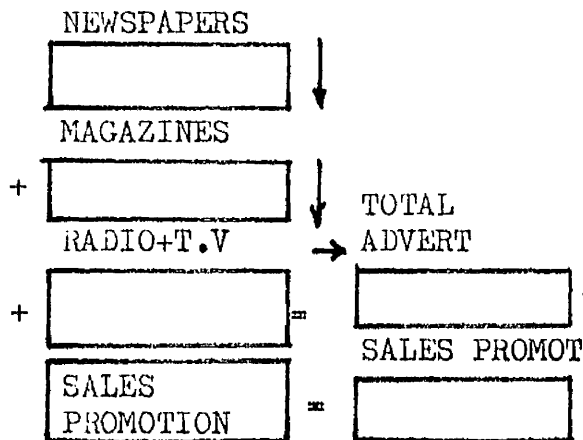 NEWSPAPERS
MAGAZINES
+
RADIO+T.V
TOTAL
ADVERT
+ =
SALES PROMOT
SALES
PROMOTION =